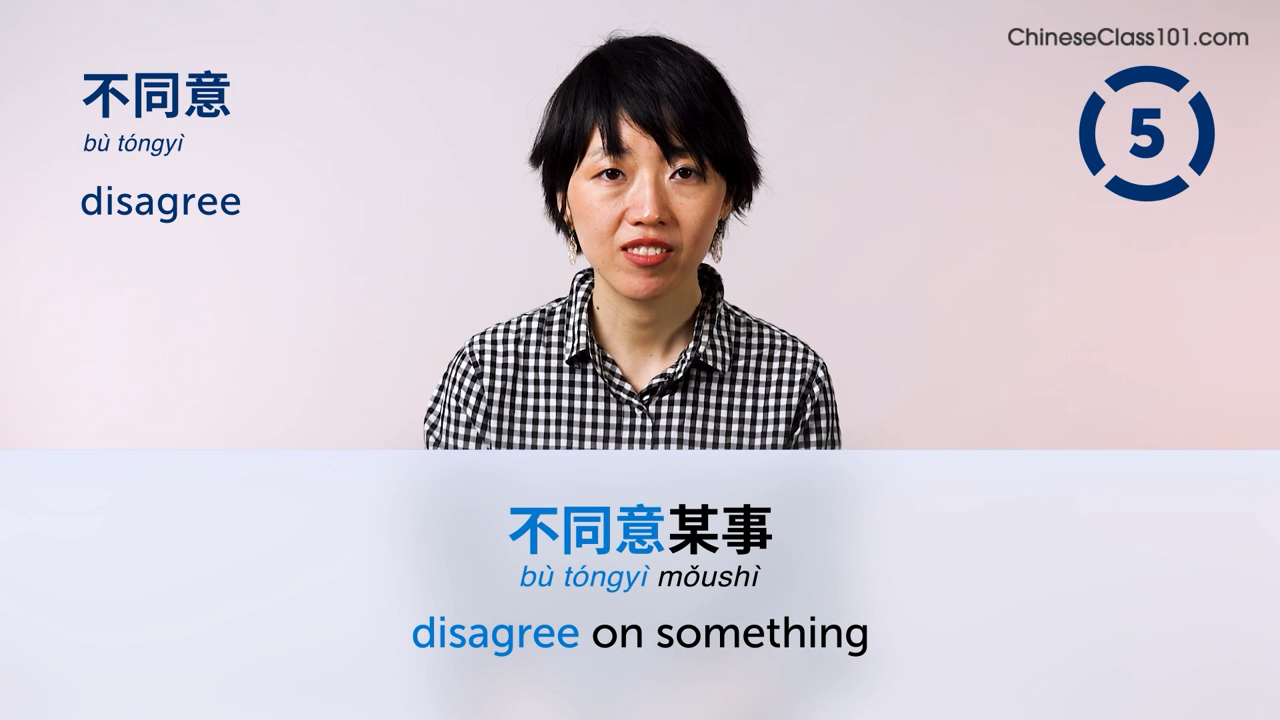 ChineseClass101.com
不同意
bù tóngyì
disagree
5
不同意某事
bù tóngyì mǒushì
disagree on something